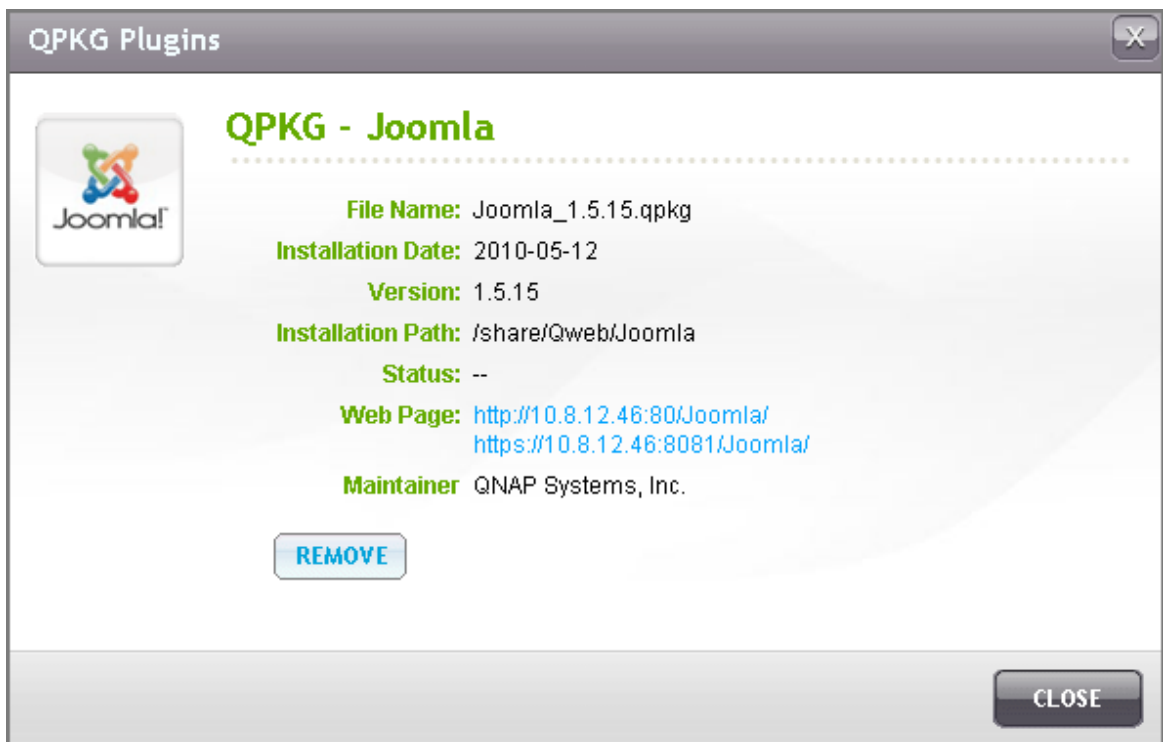 QPKG Plugins
X
QPKG - Joomla
Joomla!
File Name: Joomla_1.5.15.qpkg
Installation Date: 2010-05-12
Version: 1.5.15
Installation Path: /share/Qweb/Joomla
Status: --
Web Page: http://10.8.12.46:80/Joomla/
https://10.8.12.46:8081/Joomla/
Maintainer QNAP Systems, Inc.
REMOVE
CLOSE